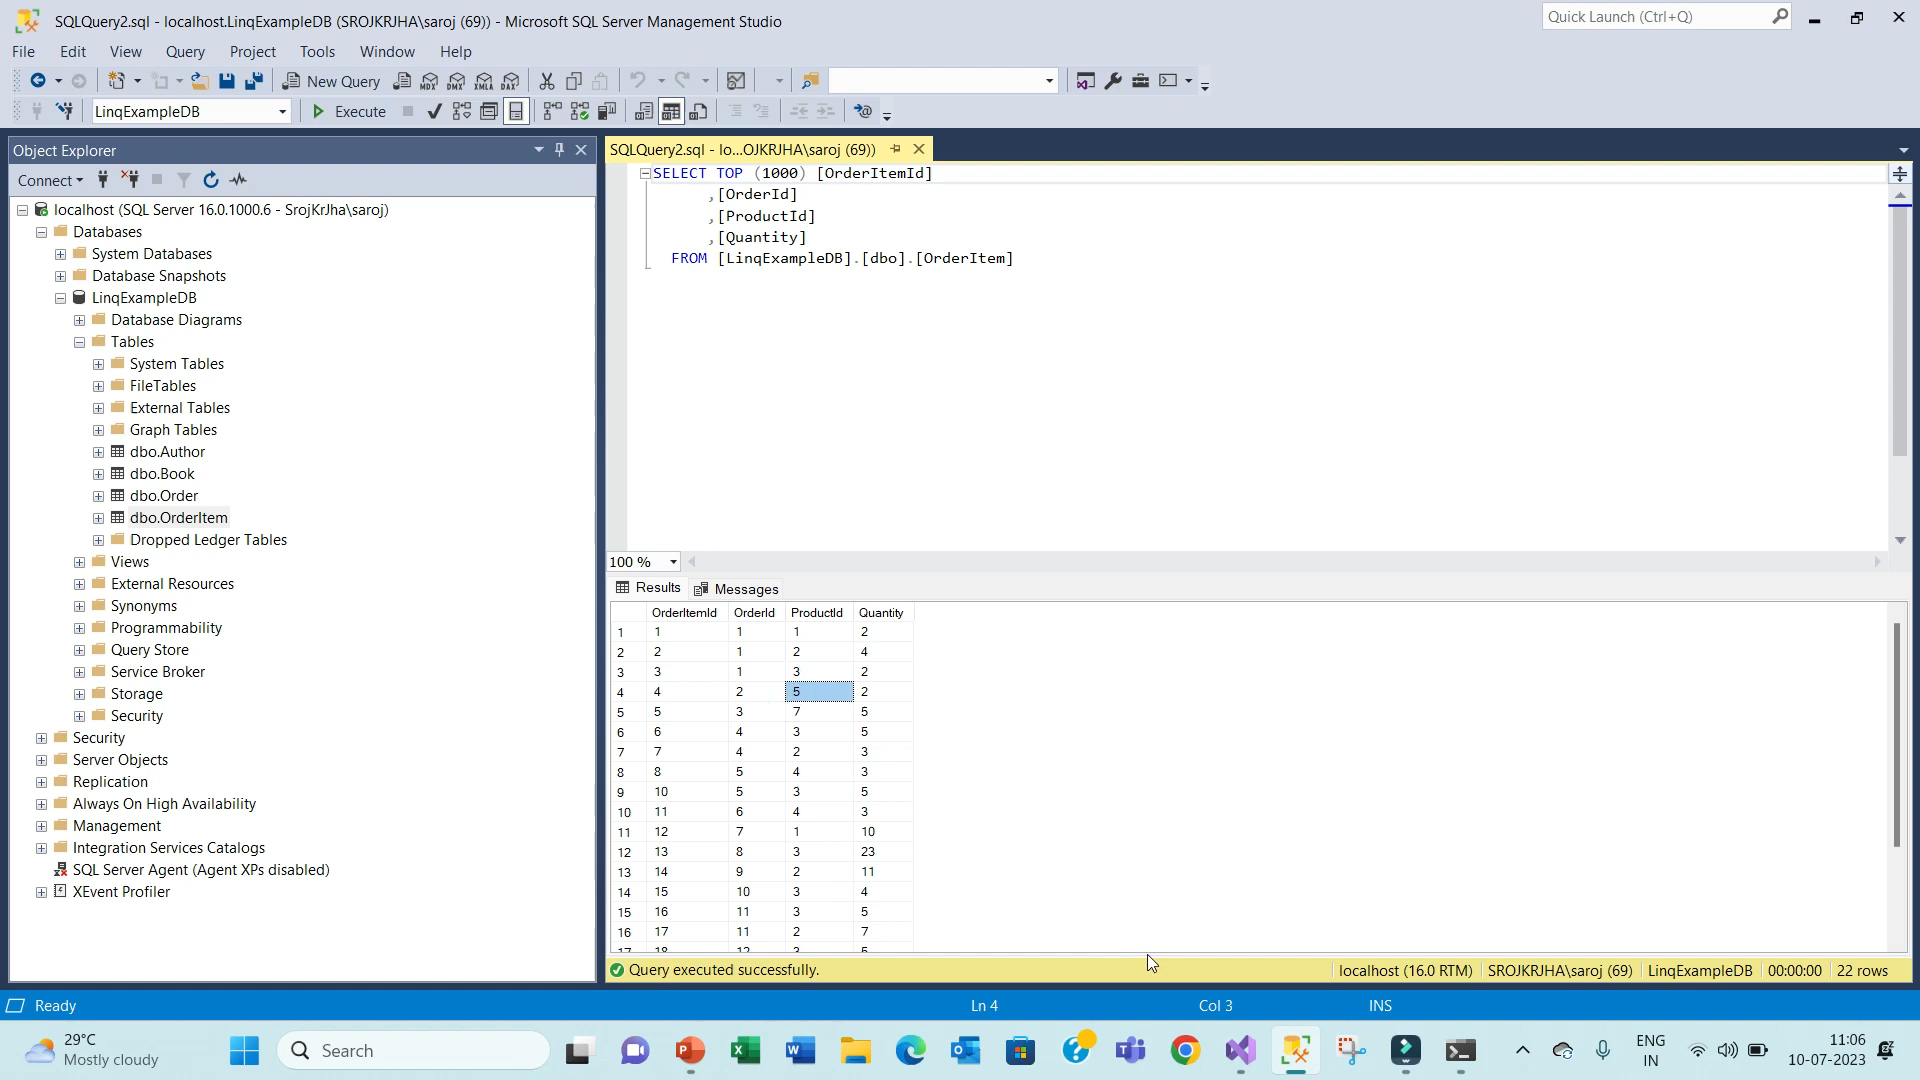 SQLQuery2.sql - localhost.LinqExampleDB (SROJKRJHA\saroj (69)) - Microsoft SQL Server Management Studio
Quick Launch (Ctrl+Q)
File Edit View Query Project Tools Window Help
New Query MDX DMX XMLA DAX
LinqExampleDB Execute
Object Explorer
Connect
localhost (SQL Server 16.0.1000.6 - SrojKrJha\saroj)
Databases
System Databases
Database Snapshots
LinqExampleDB
Database Diagrams
Tables
System Tables
FileTables
External Tables
Graph Tables
dbo.Author
dbo.Book
dbo.Order
dbo.OrderItem
Dropped Ledger Tables
Views
External Resources
Synonyms
Programmability
Query Store
Service Broker
Storage
Security
Security
Server Objects
Replication
Always On High Availability
Management
Integration Services Catalogs
SQL Server Agent (Agent XPs disabled)
XEvent Profiler
SQLQuery2.sql - lo...OJKRJHA\saroj (69))
SELECT TOP (1000) [OrderItemId]
,[OrderId]
,[ProductId]
,[Quantity]
FROM [LinqExampleDB].[dbo].[OrderItem]
100 %
Results Messages
OrderItemId OrderId ProductId Quantity
1 1 1 1 2
2 2 1 2 4
3 3 1 3 2
4 4 2 5 2
5 5 3 7 5
6 6 4 3 5
7 7 4 2 3
8 8 5 4 3
9 10 5 3 5
10 11 6 4 3
11 12 7 1 10
12 13 8 3 23
13 14 9 2 11
14 15 10 3 4
15 16 11 3 5
16 17 11 2 7
17 18 12 3 5
Query executed successfully. localhost (16.0 RTM) SROJKRJHA\saroj (69) LinqExampleDB 00:00:00 22 rows
Ready Ln 4 Col 3 INS
29°C
Mostly cloudy
Search
ENG
IN
11:06
10-07-2023